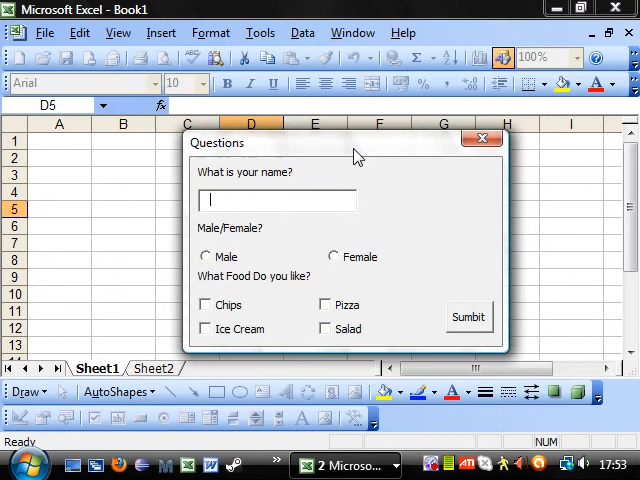 Microsoft Excel - Book1
File Edit View Insert Format Tools Data Window Help
100%
Arial 10 B I U
D5 fx
A B C D E F G H I
1
2
3
4
5
6
7
8
9
10
11
12
13
Questions
What is your name?
Male/Female?
Male Female
What Food Do you like?
Chips Pizza
Ice Cream Salad
Sumbit
Sheet1 Sheet2
Draw AutoShapes
Ready NUM
2 Microso... 17:53